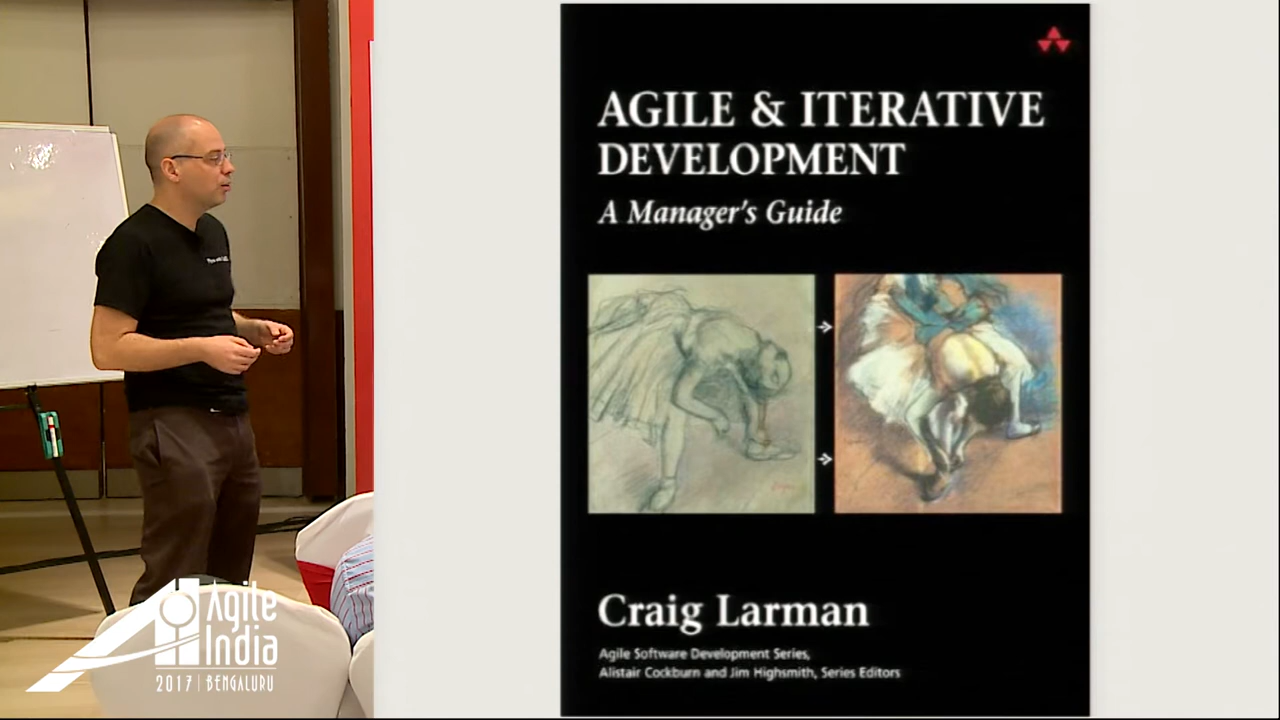 AGILE & ITERATIVE
DEVELOPMENT
A Manager's Guide
Craig Larman
Agile Software Development Series,
Alistair Cockburn and Jim Highsmith, Series Editors
Agile
India
2017 | BENGALURU